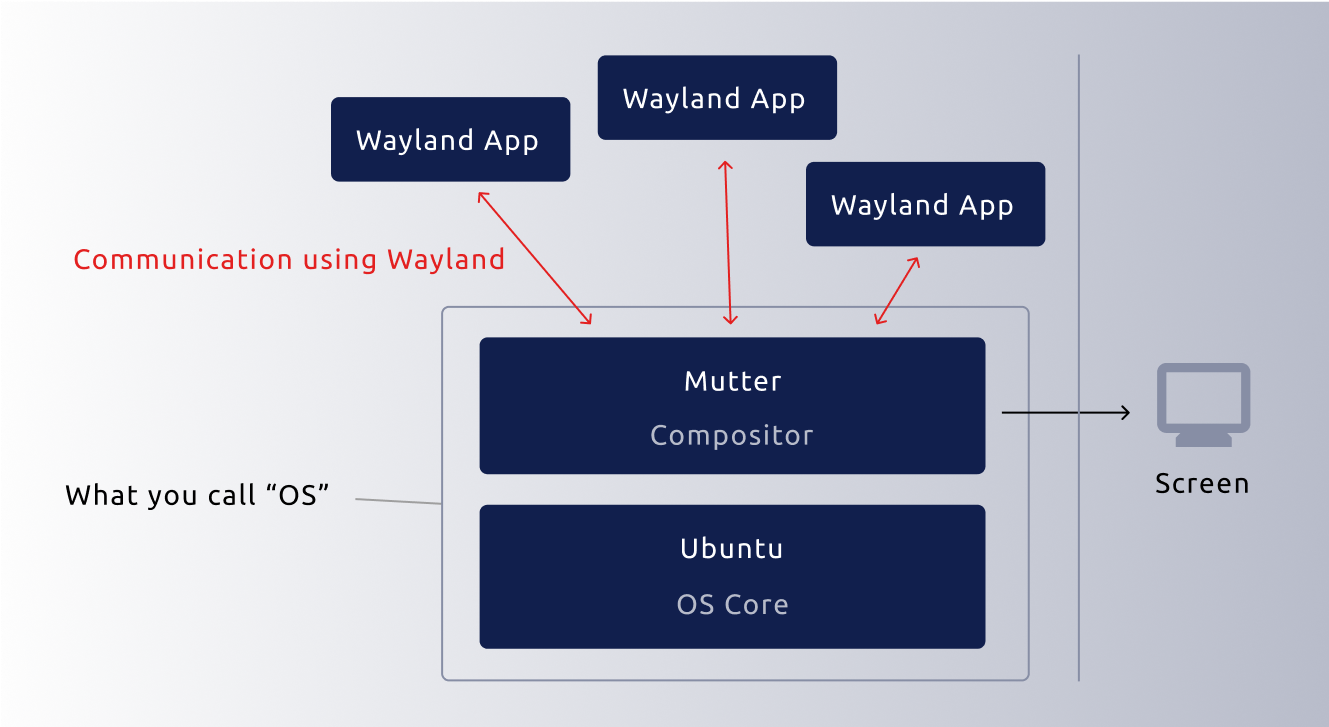 Wayland App
Wayland App
Wayland App
Communication using Wayland
Mutter
Compositor
What you call “OS”
Screen
Ubuntu
OS Core